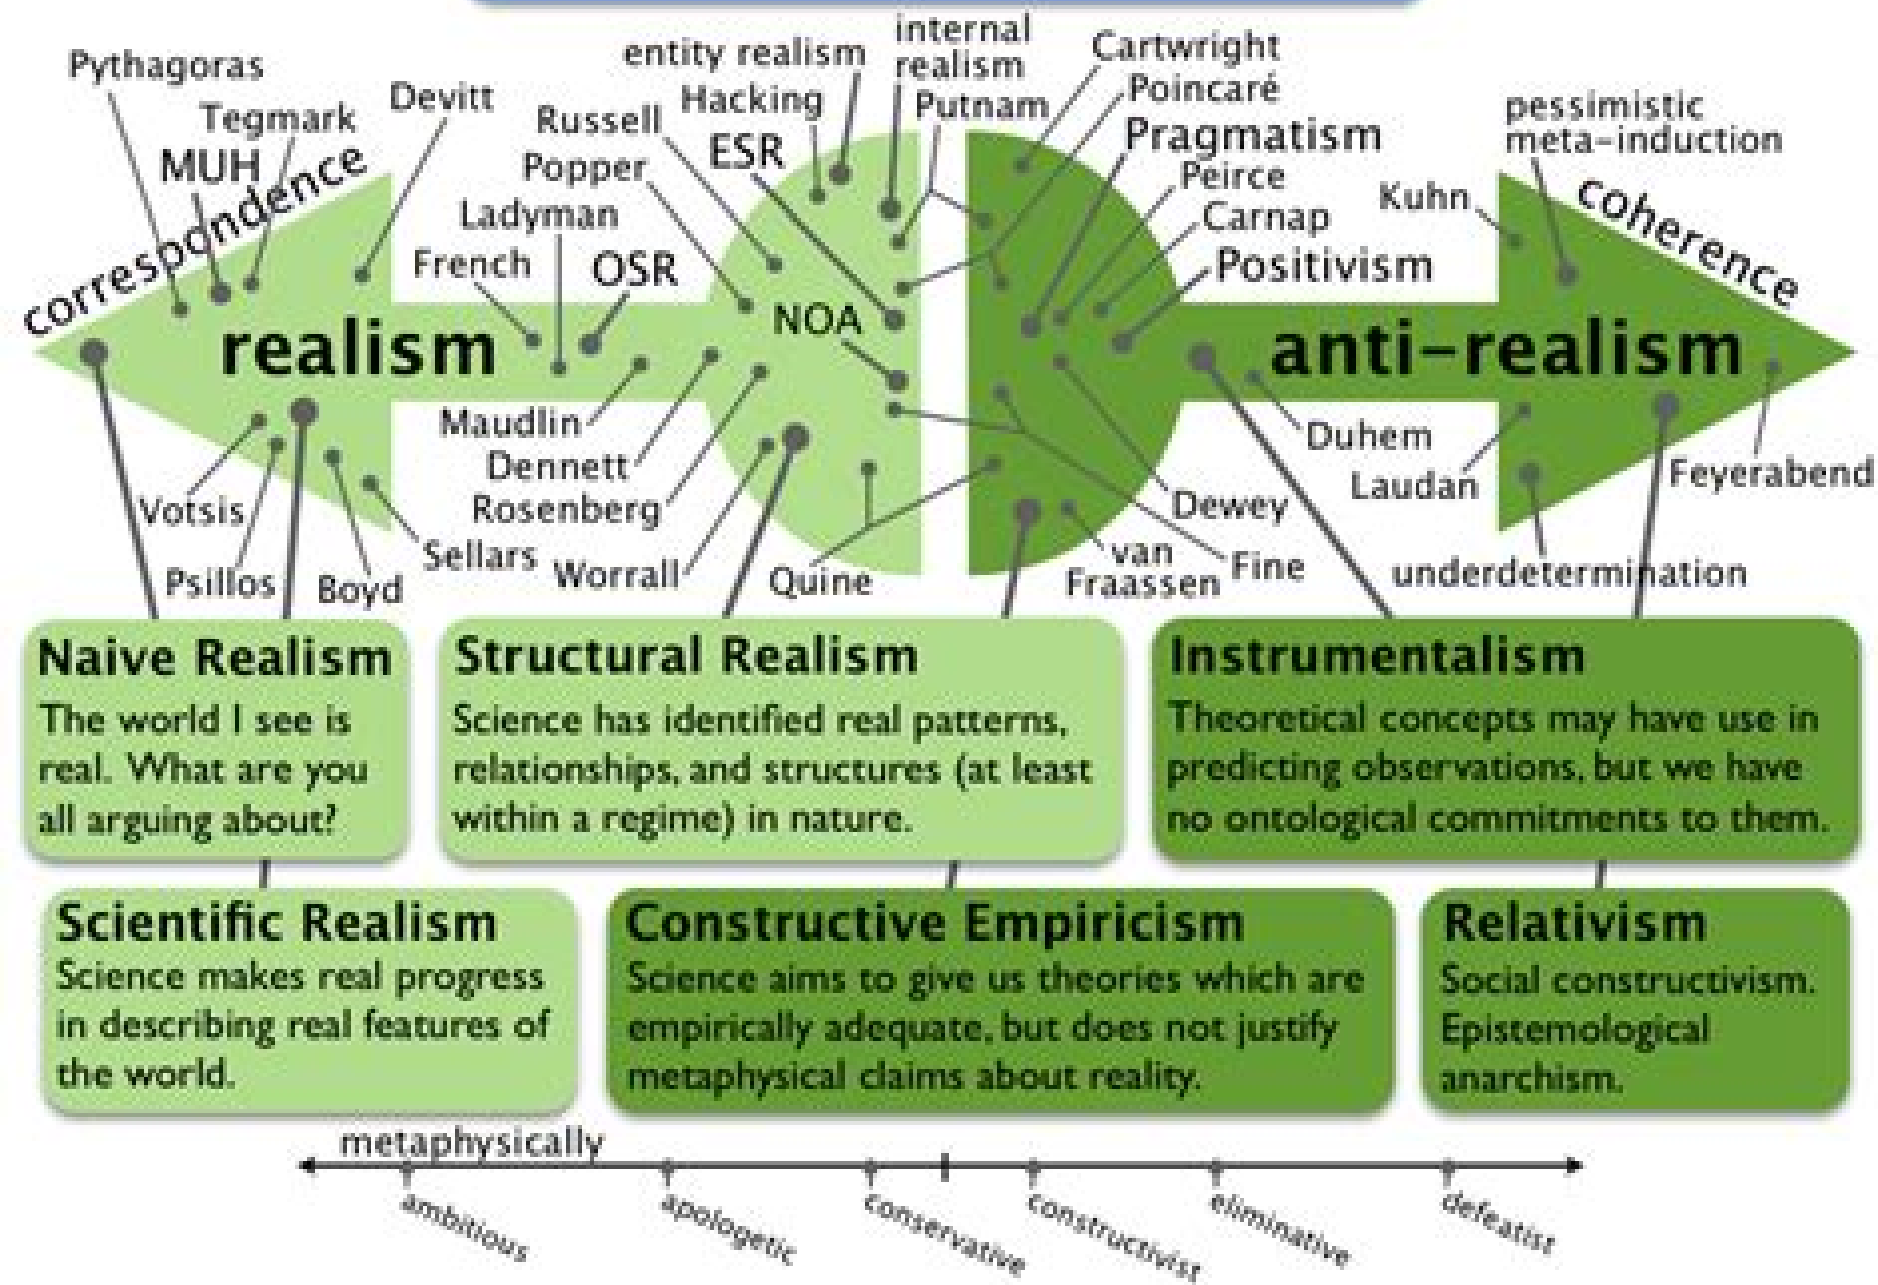 Pythagoras
Tegmark
MUH
correspondence
Devitt
entity realism
Hacking
Russell
ESR
Popper
Ladyman
French
OSR
internal
realism
Putnam
Cartwright
Poincaré
Pragmatism
Peirce
Carnap
Positivism
pessimistic
meta-induction
Kuhn
coherence
NOA
realism
anti-realism
Maudlin
Dennett
Rosenberg
Worrall
Votsis
Psillos
Boyd
Sellars
Quine
van
Fraassen
Fine
Dewey
Duhem
Laudan
Feyerabend
underdetermination
Naive Realism
The world I see is
real. What are you
all arguing about?
Structural Realism
Science has identified real patterns,
relationships, and structures (at least
within a regime) in nature.
Instrumentalism
Theoretical concepts may have use in
predicting observations, but we have
no ontological commitments to them.
Scientific Realism
Science makes real progress
in describing real features of
the world.
Constructive Empiricism
Science aims to give us theories which are
empirically adequate, but does not justify
metaphysical claims about reality.
Relativism
Social constructivism.
Epistemological
anarchism.
metaphysically
ambitious
apologetic
conservative
constructivist
eliminative
defeatist